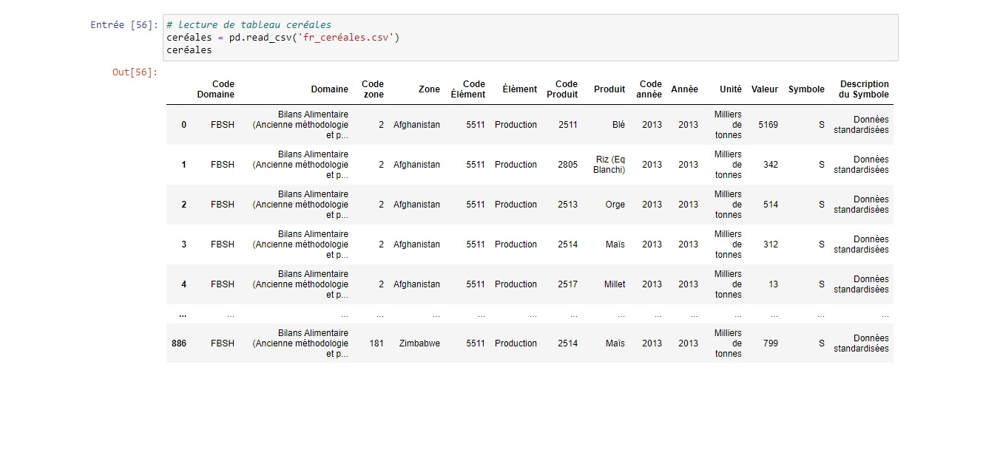 Entrée [56]: # lecture de tableau ceréales
ceréales = pd.read_csv('fr_ceréales.csv')
ceréales
Out[56]:
Code Domaine Domaine Code zone Zone Code Élément Élément Code Produit Produit Code année Année Unité Valeur Symbole Description du Symbole
0 FBSH Bilans Alimentaire (Ancienne méthodologie et p... 2 Afghanistan 5511 Production 2511 Blé 2013 2013 Milliers de tonnes 5169 S Données standardisées
1 FBSH Bilans Alimentaire (Ancienne méthodologie et p... 2 Afghanistan 5511 Production 2805 Riz (Eq Blanchi) 2013 2013 Milliers de tonnes 342 S Données standardisées
2 FBSH Bilans Alimentaire (Ancienne méthodologie et p... 2 Afghanistan 5511 Production 2513 Orge 2013 2013 Milliers de tonnes 514 S Données standardisées
3 FBSH Bilans Alimentaire (Ancienne méthodologie et p... 2 Afghanistan 5511 Production 2514 Maïs 2013 2013 Milliers de tonnes 312 S Données standardisées
4 FBSH Bilans Alimentaire (Ancienne méthodologie et p... 2 Afghanistan 5511 Production 2517 Millet 2013 2013 Milliers de tonnes 13 S Données standardisées
... ... ... ... ... ... ... ... ... ... ... ... ... ... ...
886 FBSH Bilans Alimentaire (Ancienne méthodologie et p... 181 Zimbabwe 5511 Production 2514 Maïs 2013 2013 Milliers de tonnes 799 S Données standardisées